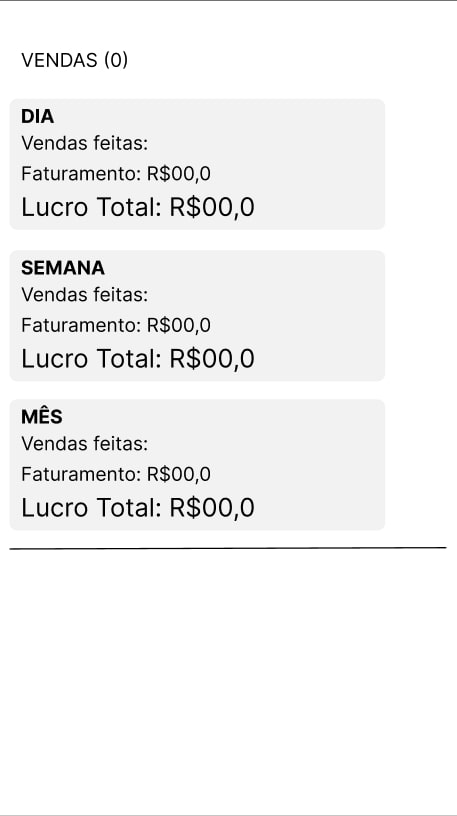 VENDAS (0)
DIA
Vendas feitas:
Faturamento: R$00,0
Lucro Total: R$00,0
SEMANA
Vendas feitas:
Faturamento: R$00,0
Lucro Total: R$00,0
MÊS
Vendas feitas:
Faturamento: R$00,0
Lucro Total: R$00,0